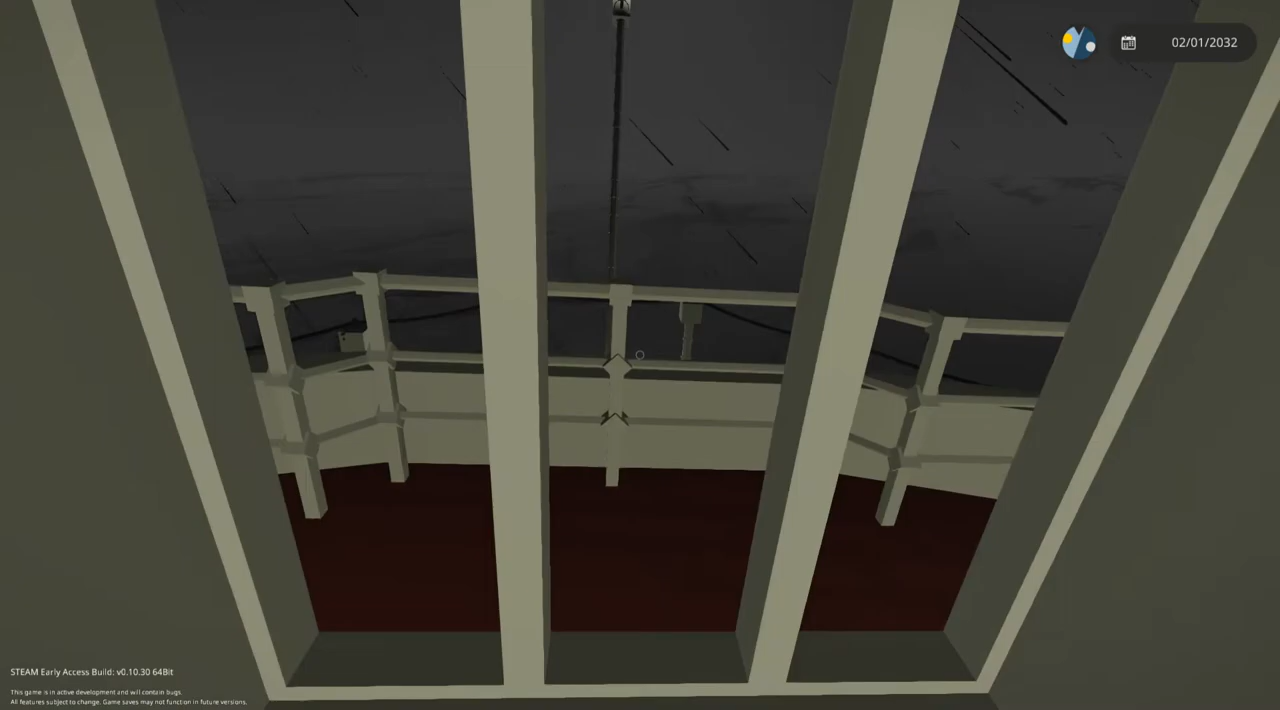 02/01/2032
STEAM Early Access Build: v0.10.30 64Bit
This game is in active development and will contain bugs.
All features subject to change. Game saves may not function in future versions.